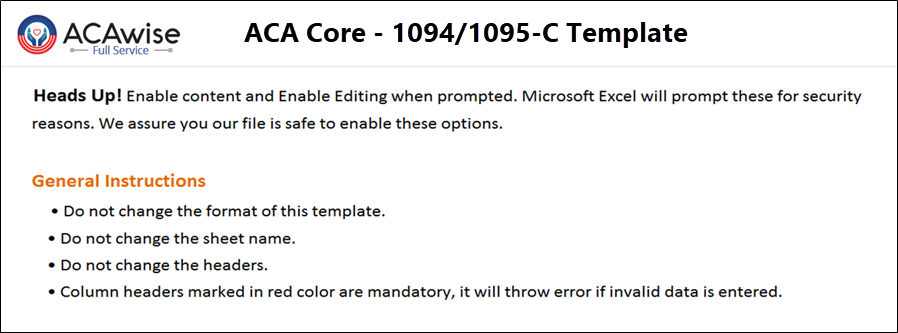 ACAwise
Full Service
ACA Core - 1094/1095-C Template
Heads Up! Enable content and Enable Editing when prompted. Microsoft Excel will prompt these for security
reasons. We assure you our file is safe to enable these options.
General Instructions
• Do not change the format of this template.
• Do not change the sheet name.
• Do not change the headers.
• Column headers marked in red color are mandatory, it will throw error if invalid data is entered.